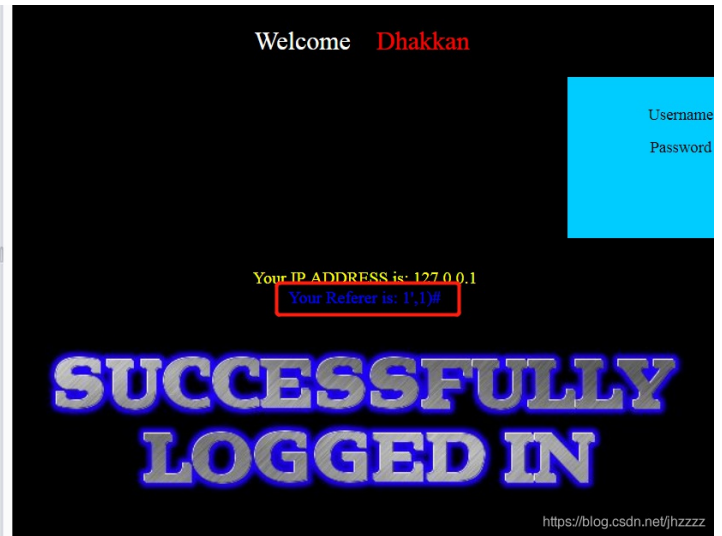 Welcome Dhakkan
Username
Password
Your IP ADDRESS is: 127.0.0.1
Your Referer is: 1',1)#
SUCCESSFULLY
LOGGED IN
https://blog.csdn.net/jhzzzz